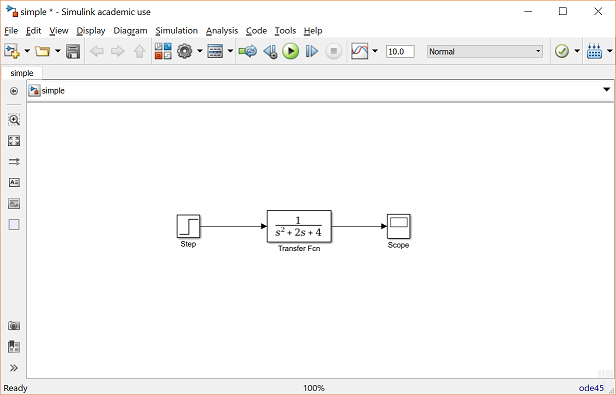 simple * - Simulink academic use
File Edit View Display Diagram Simulation Analysis Code Tools Help
10.0 Normal
simple
simple
1
s² + 2s + 4
Step
Transfer Fcn
Scope
Ready 100% ode45